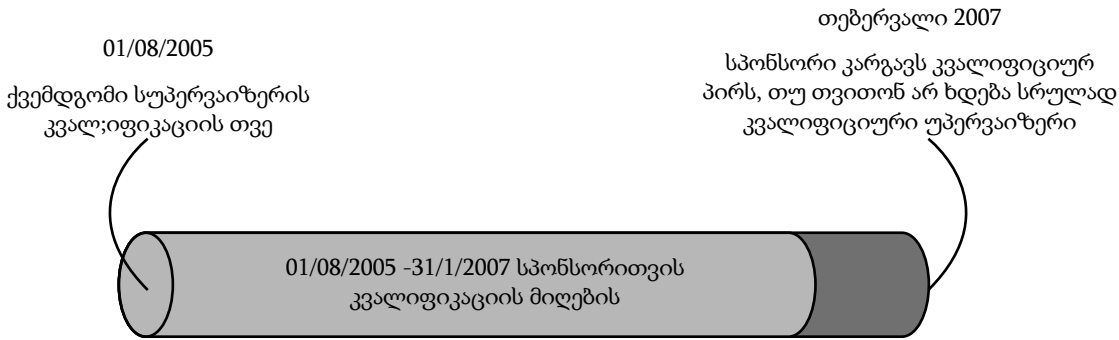 01/08/2005
ქვემდგომი სუპერვაიზერის
კვალ;იფიკაციის თვე
თებერვალი 2007
სპონსორი კარგავს კვალიფიციურ
პირს, თუ თვითონ არ ხდება სრულად
კვალიფიციური უპერვაიზერი
01/08/2005 -31/1/2007 სპონსორითვის
კვალიფიკაციის მიღების